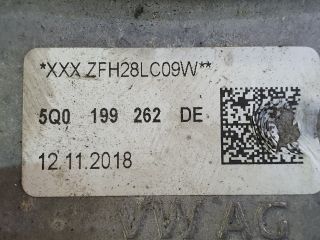 *XXX ZFH28LC09W**
5Q0 199 262 DE
12.11.2018
VW AG